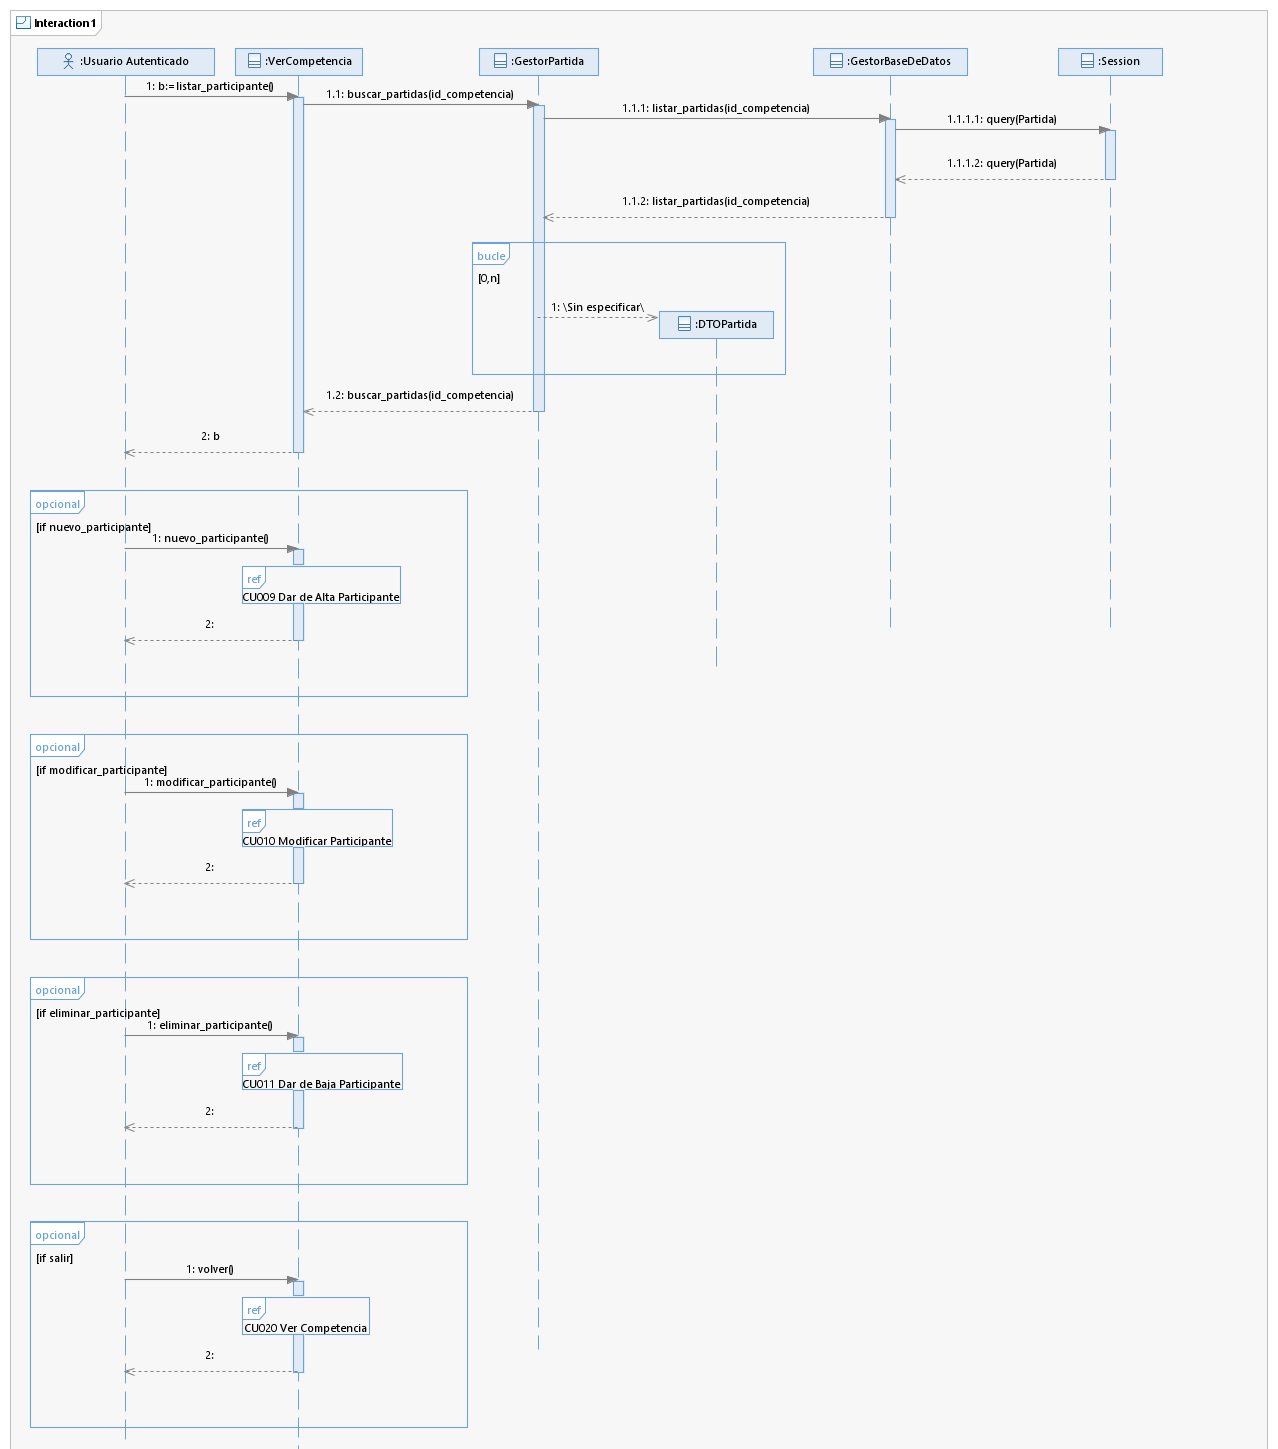 Interaction1
:Usuario Autenticado
:VerCompetencia
:GestorPartida
:GestorBaseDeDatos
:Session
1: b:=listar_participante()
1.1: buscar_partidas(id_competencia)
1.1.1: listar_partidas(id_competencia)
1.1.1.1: query(Partida)
1.1.1.2: query(Partida)
1.1.2: listar_partidas(id_competencia)
bucle
[0,n]
1: \Sin especificar\
:DTOPartida
1.2: buscar_partidas(id_competencia)
2: b
opcional
[if nuevo_participante]
1: nuevo_participante()
ref
CU009 Dar de Alta Participante
2:
opcional
[if modificar_participante]
1: modificar_participante()
ref
CU010 Modificar Participante
2:
opcional
[if eliminar_participante]
1: eliminar_participante()
ref
CU011 Dar de Baja Participante
2:
opcional
[if salir]
1: volver()
ref
CU020 Ver Competencia
2: